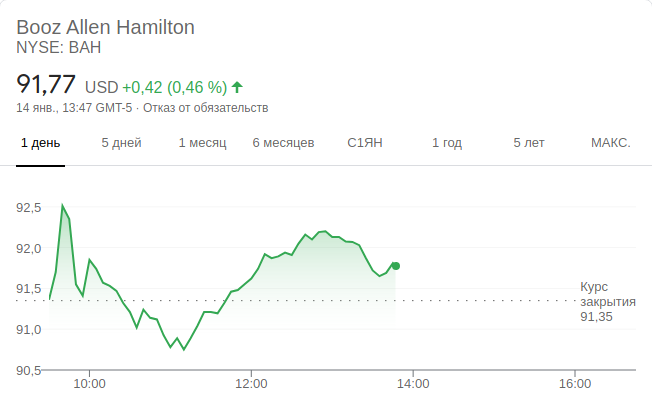 Booz Allen Hamilton
NYSE: BAH
91,77 USD +0,42 (0,46 %)
14 янв., 13:47 GMT-5 · Отказ от обязательств
1 день 5 дней 1 месяц 6 месяцев С1ЯН 1 год 5 лет МАКС.
92,5
92,0
91,5
Курс
закрытия
91,35
91,0
90,5
10:00 12:00 14:00 16:00